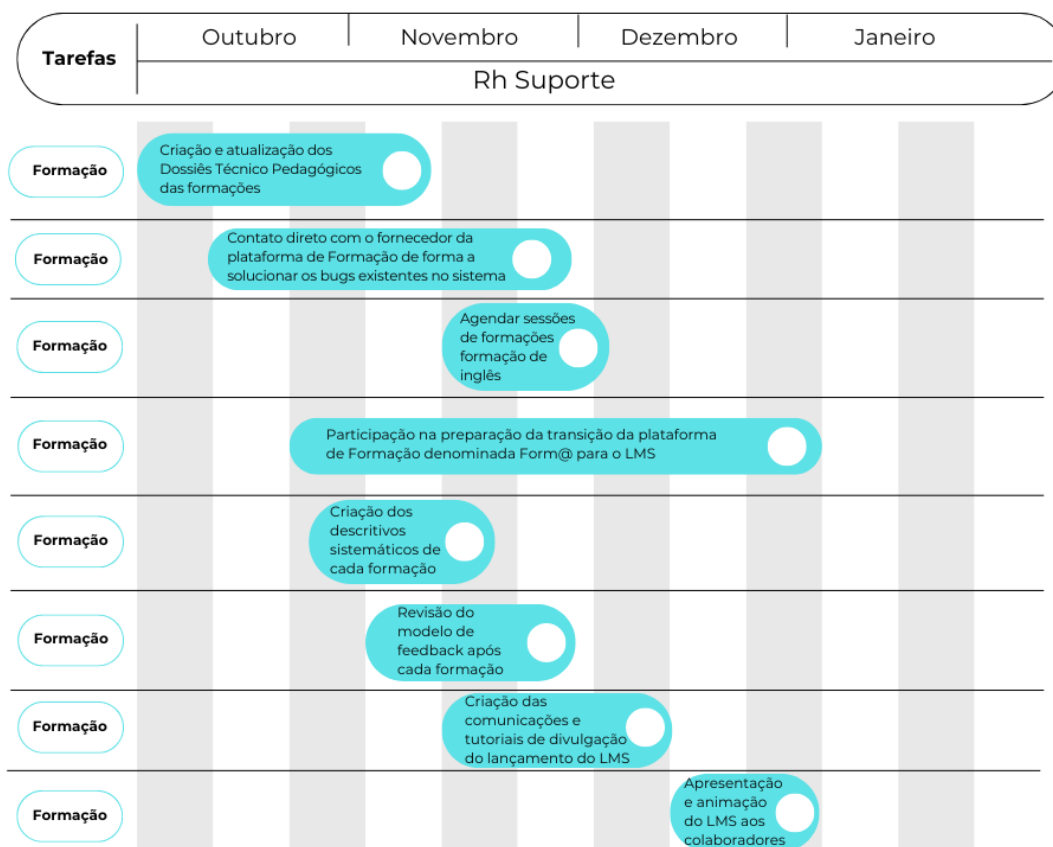 Tarefas
Outubro
Novembro
Dezembro
Janeiro
Rh Suporte
Formação
Criação e atualização dos
Dossiês Técnico Pedagógicos
das formações
Formação
Contato direto com o fornecedor da
plataforma de Formação de forma a
solucionar os bugs existentes no sistema
Formação
Agendar sessões
de formações
formação de
inglês
Formação
Participação na preparação da transição da plataforma
de Formação denominada Form@ para o LMS
Formação
Criação dos
descritivos
sistemáticos de
cada formação
Formação
Revisão do
modelo de
feedback após
cada formação
Formação
Criação das
comunicações e
tutoriais de divulgação
do lançamento do LMS
Formação
Apresentação
e animação
do LMS aos
colaboradores